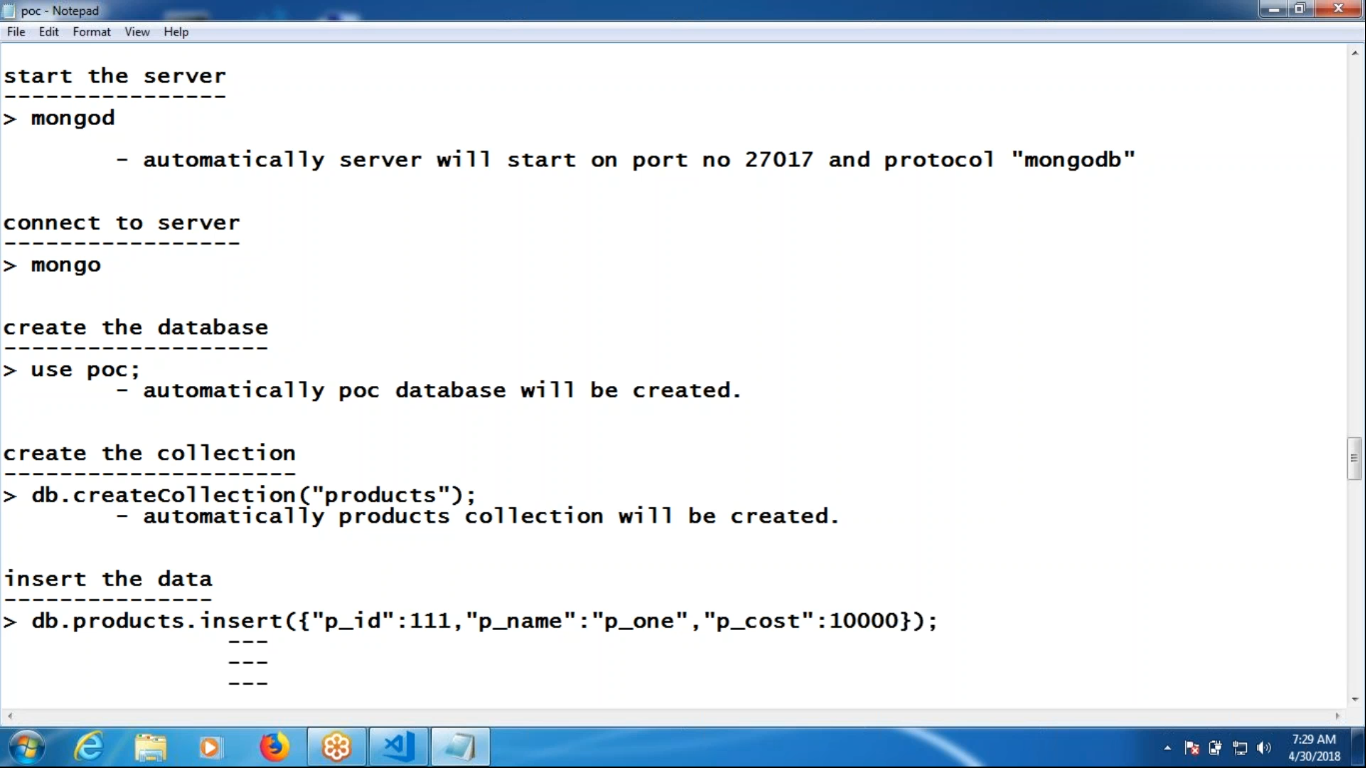 poc - Notepad
File Edit Format View Help
start the server
----------------
> mongod
- automatically server will start on port no 27017 and protocol "mongodb"
connect to server
-----------------
> mongo
create the database
-------------------
> use poc;
- automatically poc database will be created.
create the collection
---------------------
> db.createCollection("products");
- automatically products collection will be created.
insert the data
---------------
> db.products.insert({"p_id":111,"p_name":"p_one","p_cost":10000});
---
---
---
7:29 AM
4/30/2018